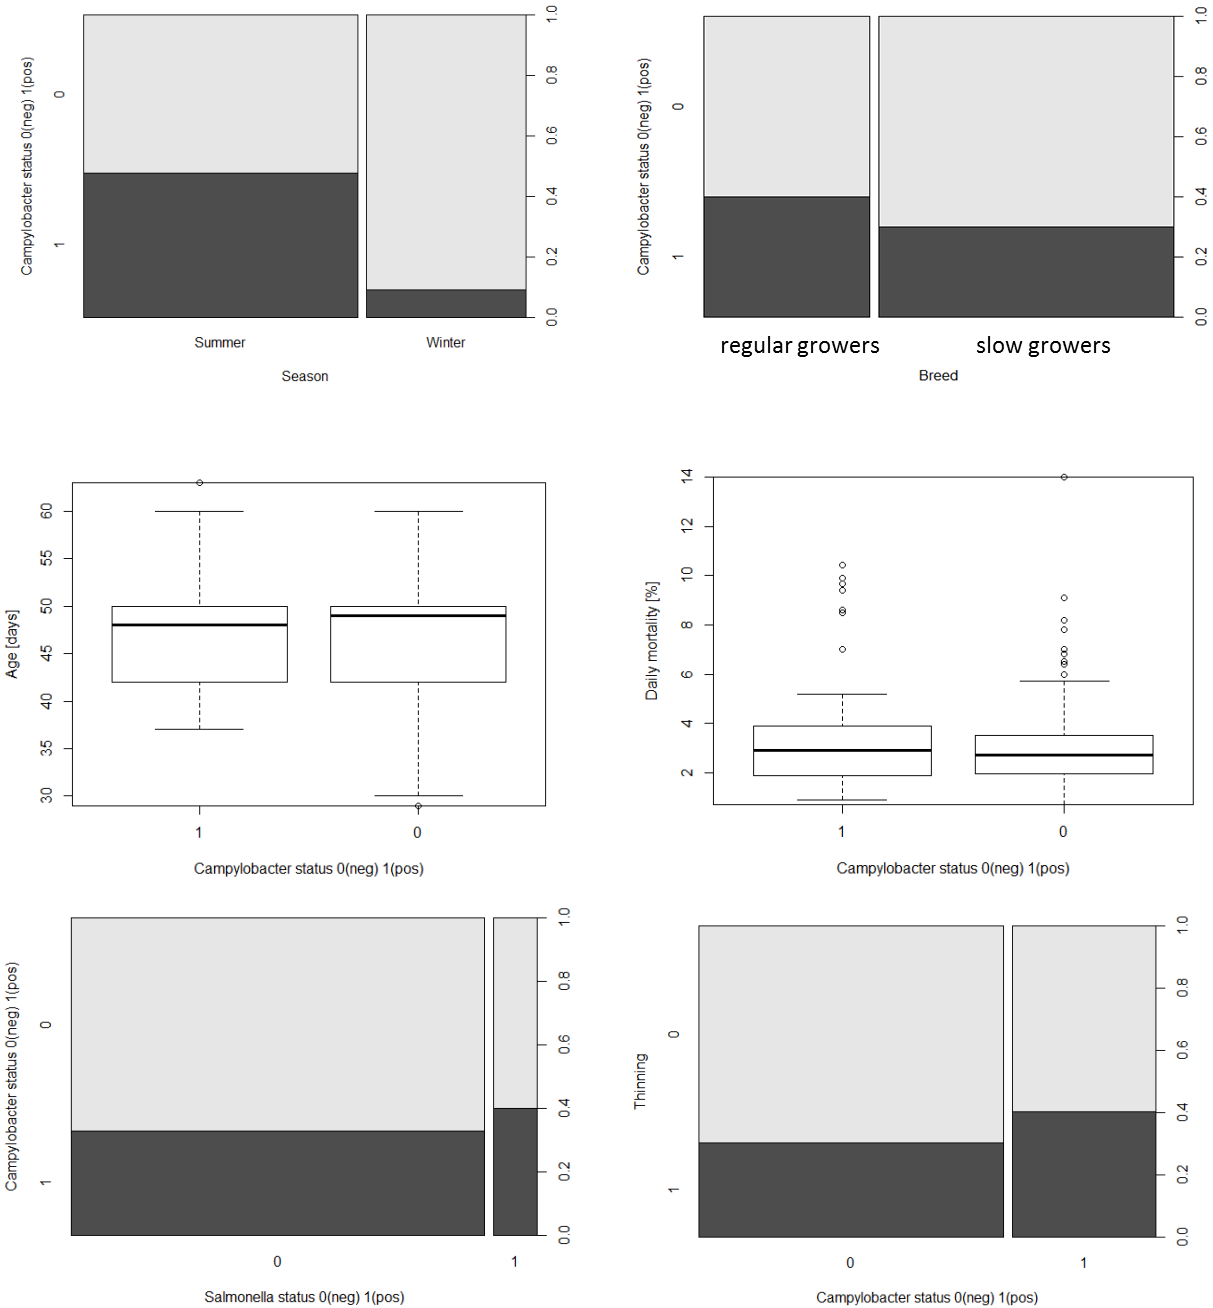 Campylobacter status 0(neg) 1(pos)
0
1
0.0 0.2 0.4 0.6 0.8 1.0
Summer Winter
Season
Campylobacter status 0(neg) 1(pos)
0
1
0.0 0.2 0.4 0.6 0.8 1.0
regular growers slow growers
Breed
Age [days]
30 35 40 45 50 55 60
1 0
Campylobacter status 0(neg) 1(pos)
Daily mortality [%]
2 4 6 8 10 12 14
1 0
Campylobacter status 0(neg) 1(pos)
Campylobacter status 0(neg) 1(pos)
0
1
0.0 0.2 0.4 0.6 0.8 1.0
0 1
Salmonella status 0(neg) 1(pos)
Thinning
0
1
0.0 0.2 0.4 0.6 0.8 1.0
0 1
Campylobacter status 0(neg) 1(pos)